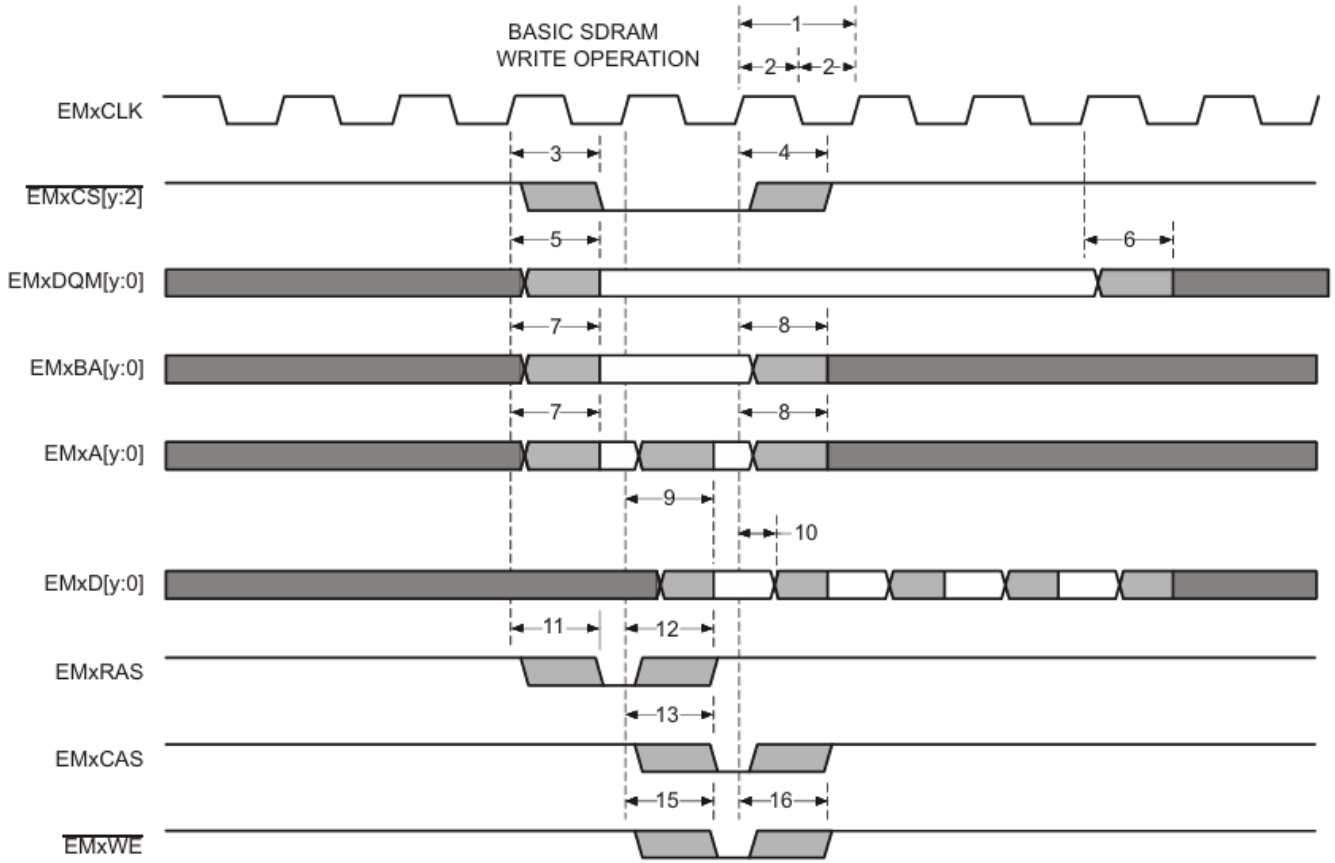 1
BASIC SDRAM
WRITE OPERATION
2 2
EMxCLK
3 4
EMxCS[y:2]
5 6
EMxDQM[y:0]
7 8
EMxBA[y:0]
7 8
EMxA[y:0]
9
10
EMxD[y:0]
11 12
EMxRAS
13
EMxCAS
15 16
EMxWE